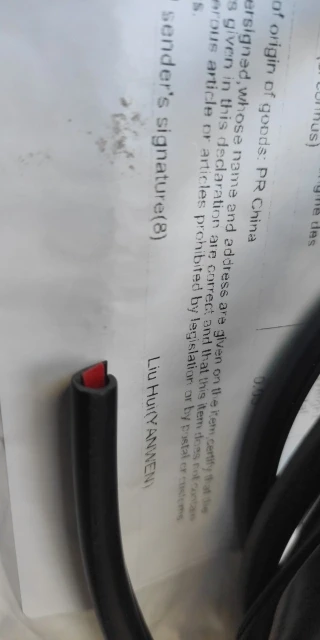 of origin of goods: PR China
ersigned, whose name and address are given on the item certify that the
s given in this declaration are correct and that this item does not contain
erous article or articles prohibited by legislation or by postal or customs
s.
sender's signature(8)
Liu Hui(YANWEN)